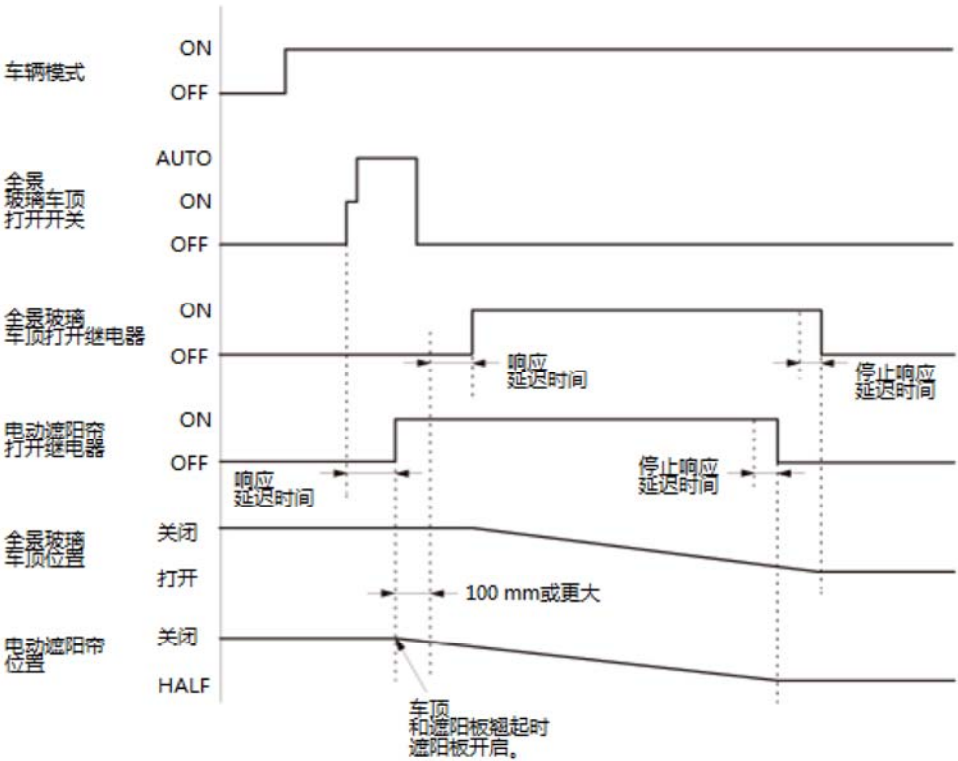 ON
车辆模式
OFF
AUTO
全景
玻璃车顶
打开开关
ON
OFF
全景玻璃
车顶打开继电器
ON
OFF
响应
延迟时间
停止响应
延迟时间
电动遮阳帘
打开继电器
ON
OFF
响应
延迟时间
停止响应
延迟时间
全景玻璃
车顶位置
关闭
打开
100 mm或更大
电动遮阳帘
位置
关闭
HALF
车顶
和遮阳板翘起时
遮阳板开启。